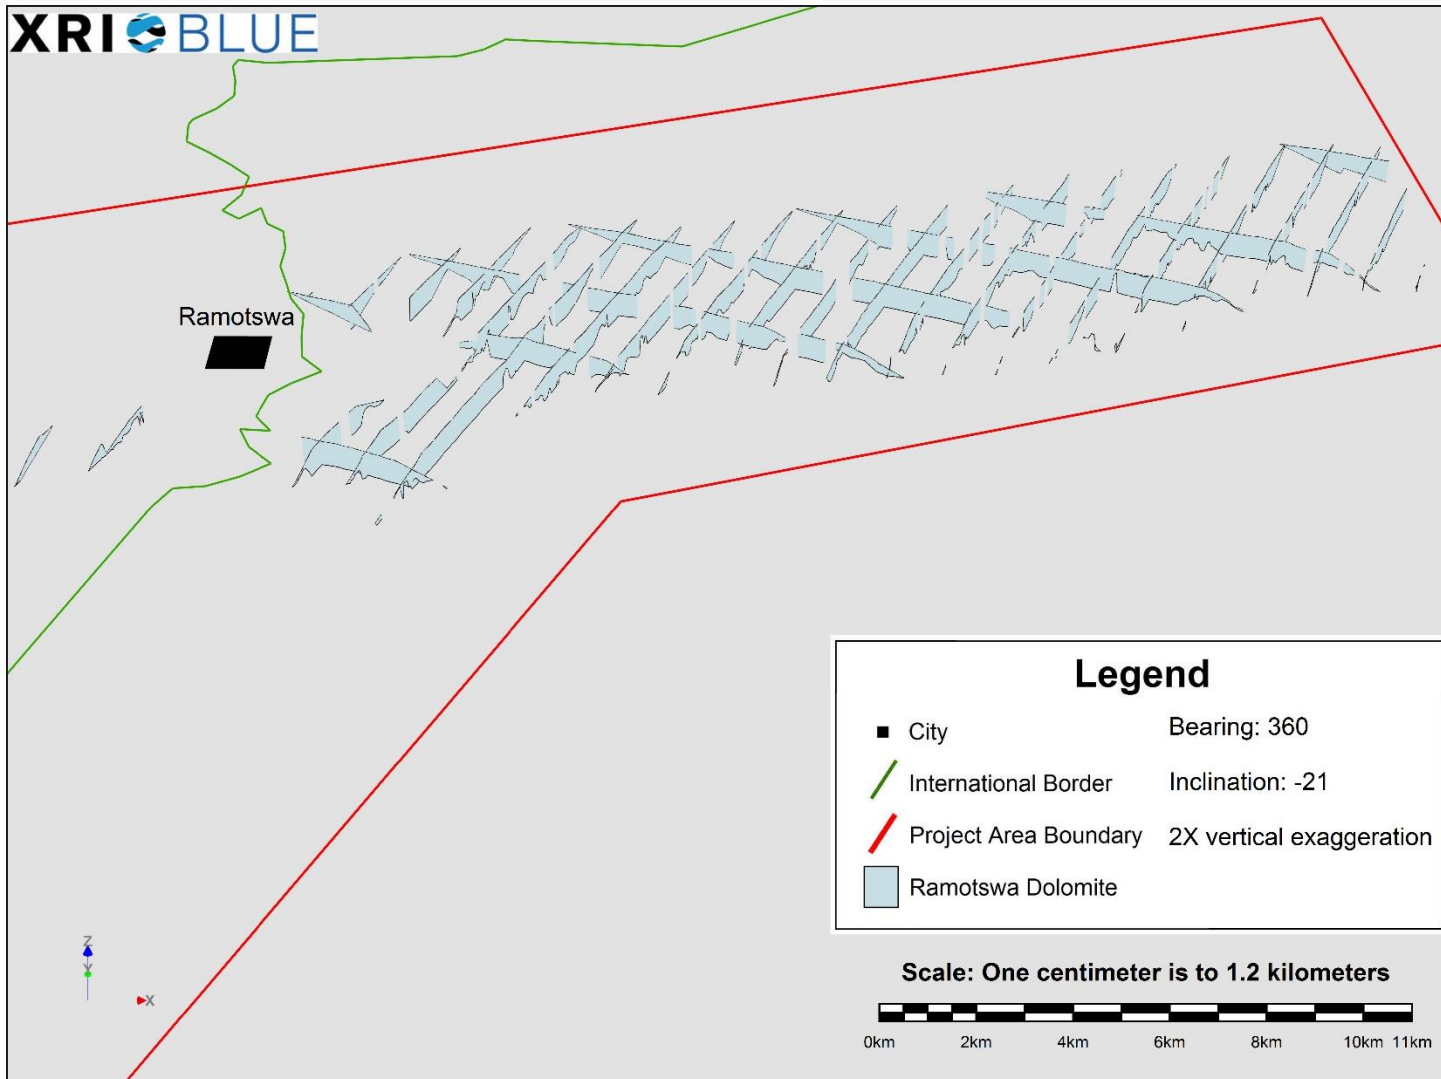 XRI BLUE
Ramotswa
Legend
City
International Border
Project Area Boundary
Ramotswa Dolomite
Bearing: 360
Inclination: -21
2X vertical exaggeration
Z
Y
X
Scale: One centimeter is to 1.2 kilometers
0km 2km 4km 6km 8km 10km 11km